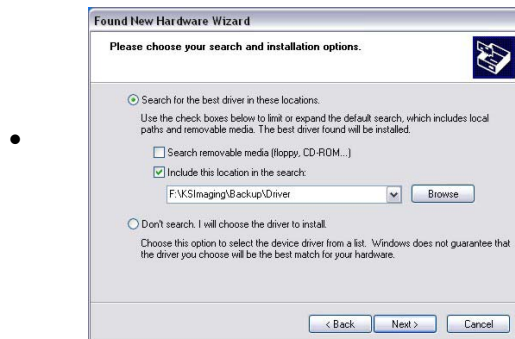 Found New Hardware Wizard
Please choose your search and installation options.
Search for the best driver in these locations.
Use the check boxes below to limit or expand the default search, which includes local
paths and removable media. The best driver found will be installed.
Search removable media (floppy, CD-ROM...)
Include this location in the search:
F:\KSImaging\Backup\Driver
Browse
Don't search. I will choose the driver to install.
Choose this option to select the device driver from a list. Windows does not guarantee that
the driver you choose will be the best match for your hardware.
< Back Next > Cancel